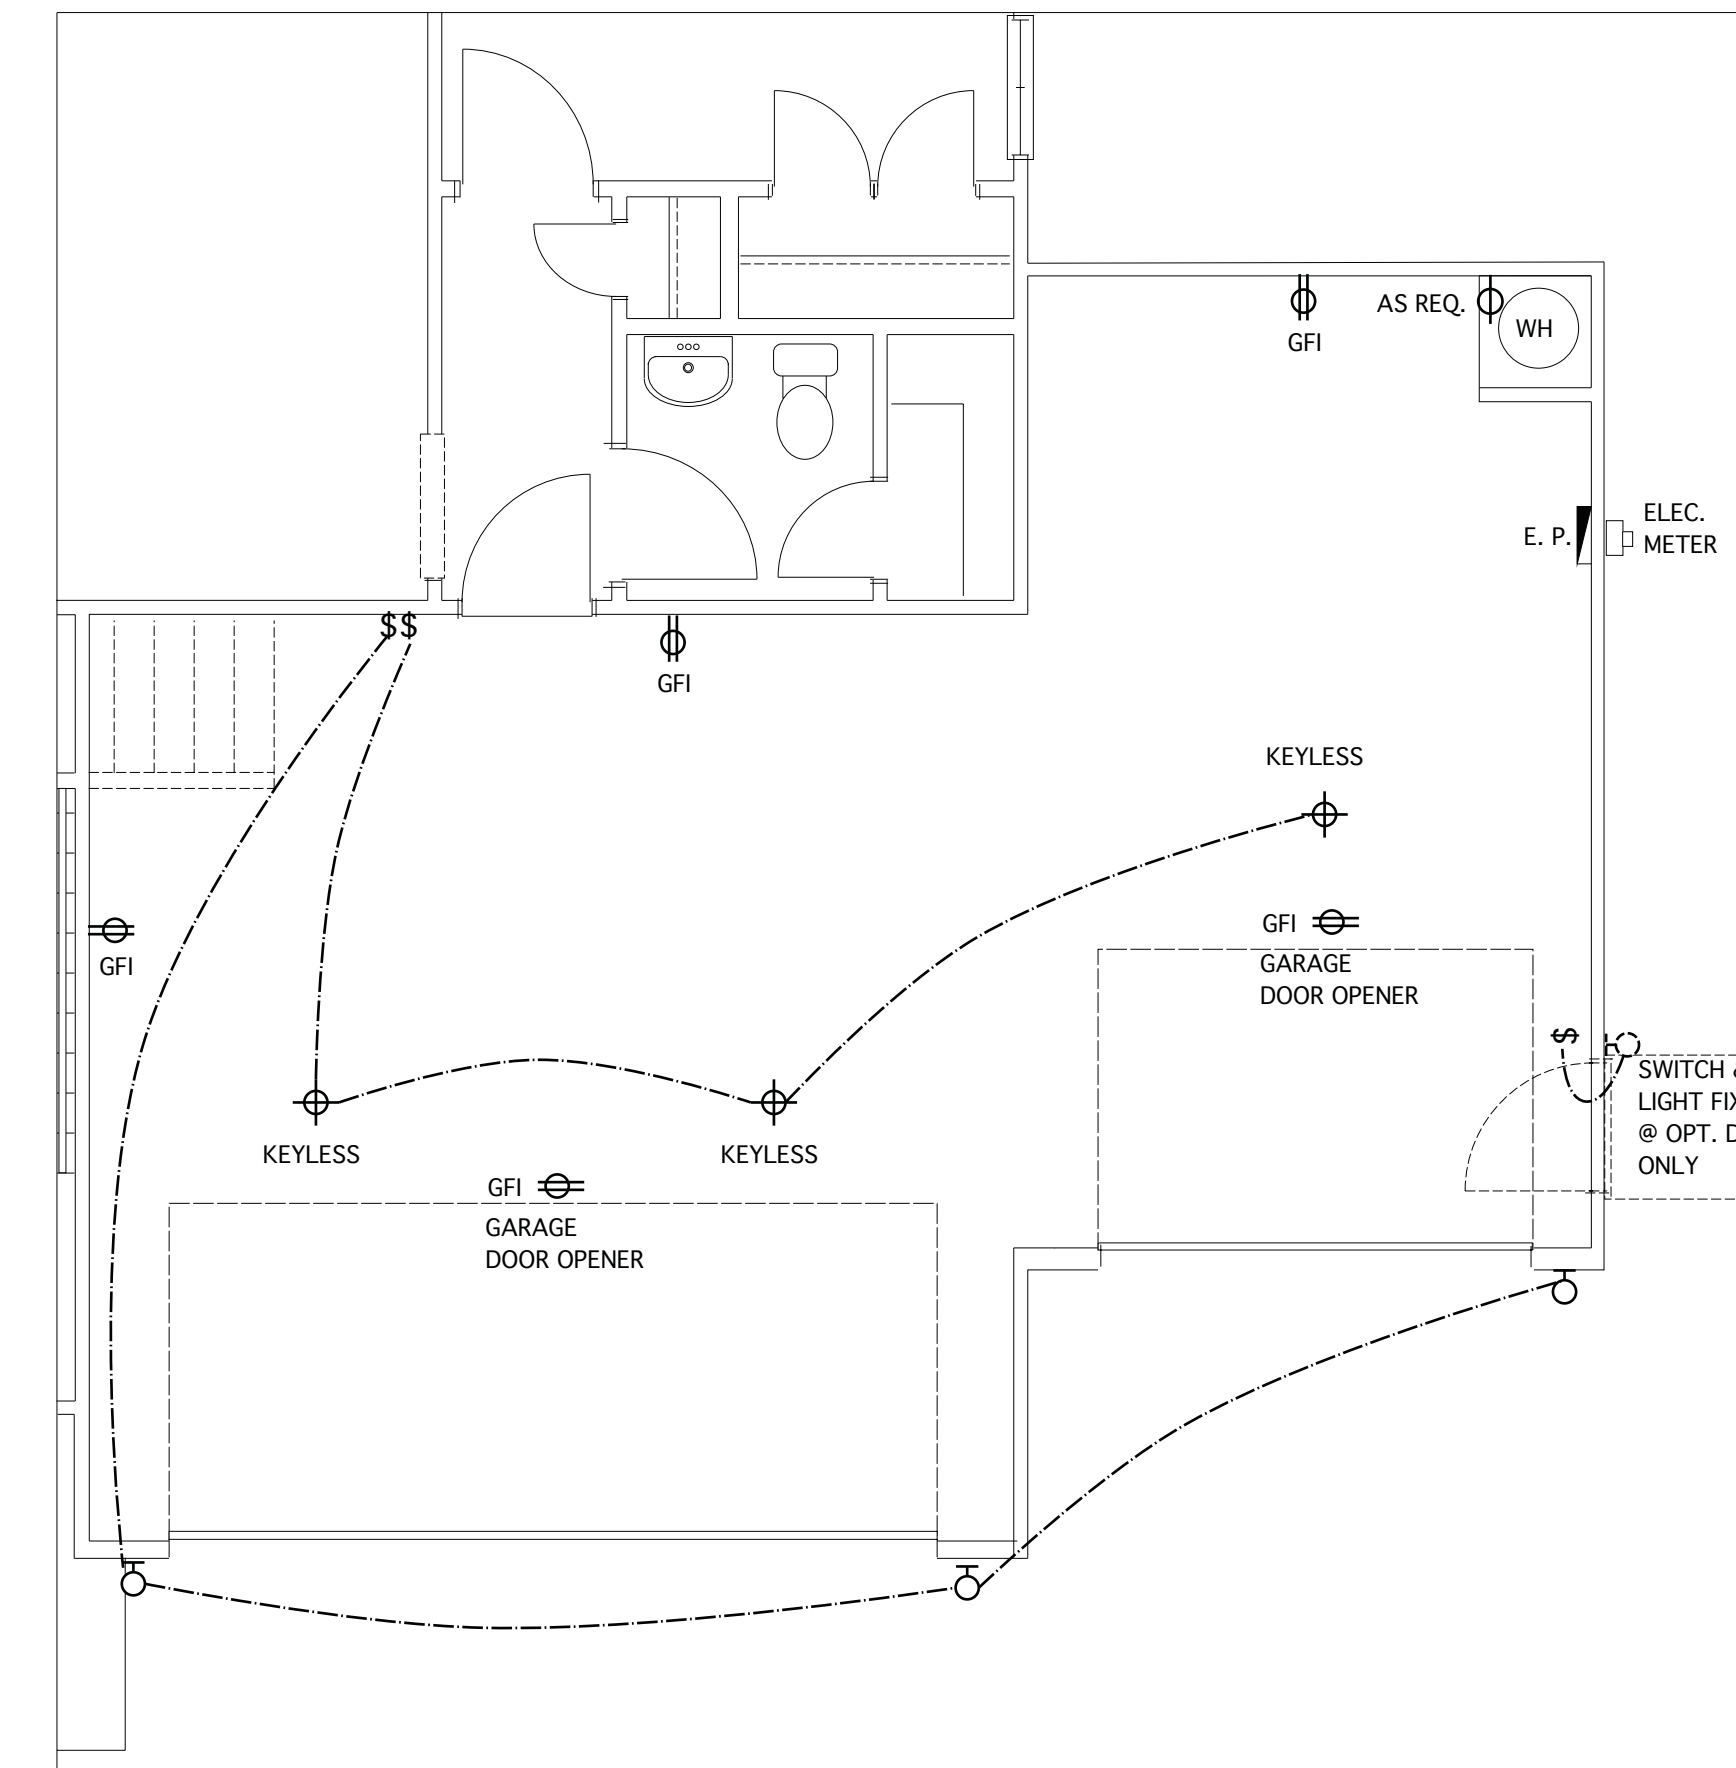 AS REQ.
WH
GFI
ELEC.
METER
E. P.
$$
GFI
KEYLESS
GFI
GFI
GARAGE
DOOR OPENER
$
SWITCH
LIGHT
@ OPT.
ONLY
KEYLESS
KEYLESS
GFI
GARAGE
DOOR OPENER